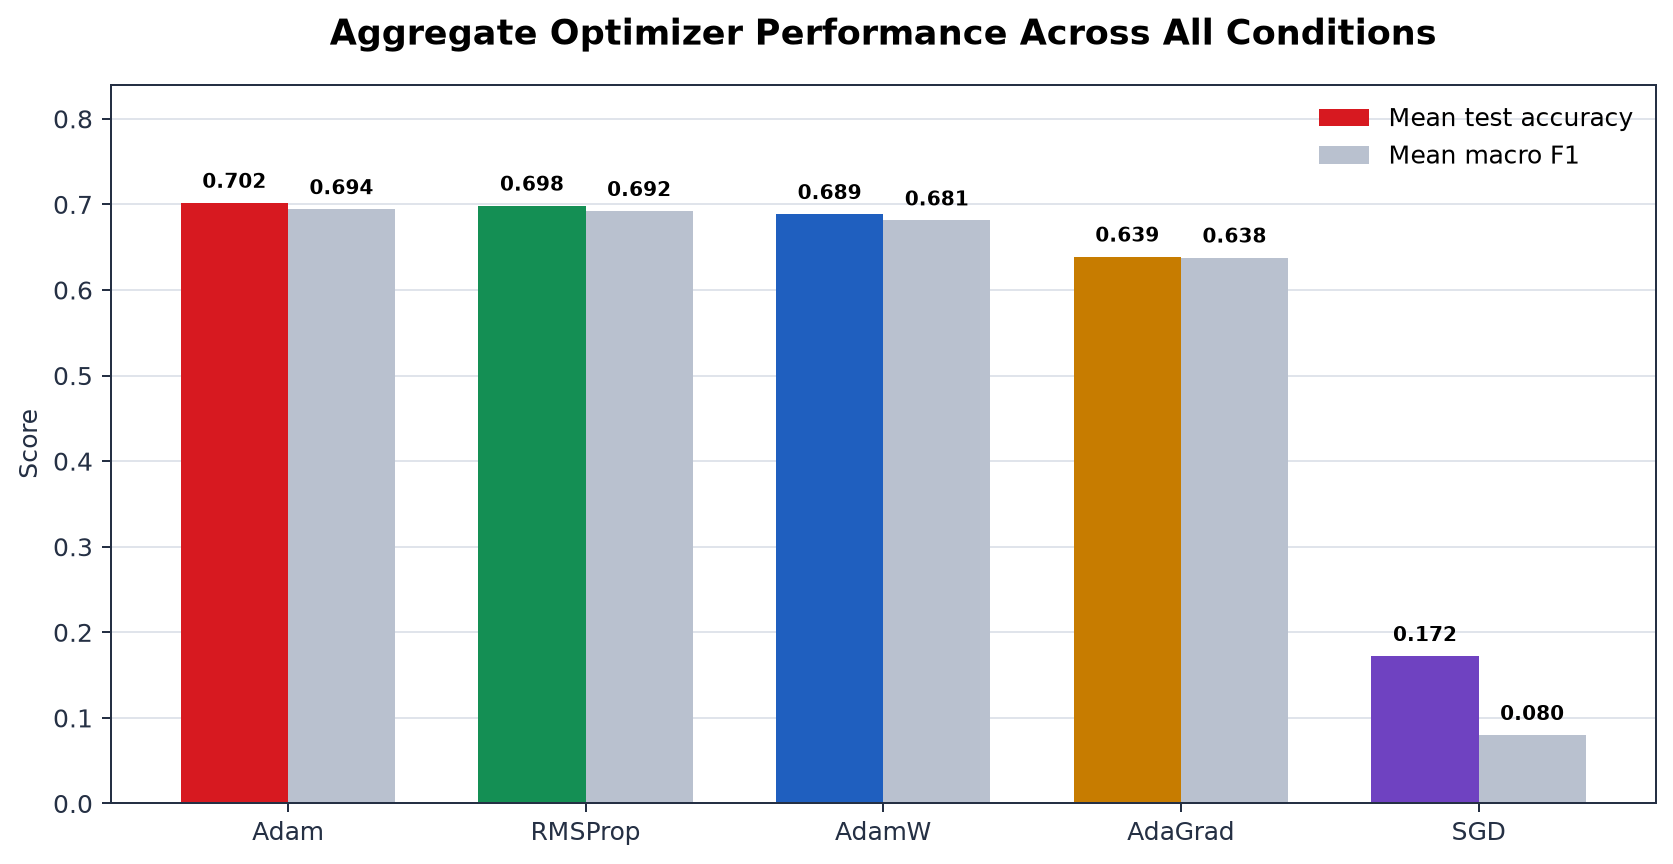 Aggregate Optimizer Performance Across All Conditions
Mean test accuracy
Mean macro F1
Score
0.8
0.7
0.6
0.5
0.4
0.3
0.2
0.1
0.0
0.702
0.694
0.698
0.692
0.689
0.681
0.639
0.638
0.172
0.080
Adam
RMSProp
AdamW
AdaGrad
SGD